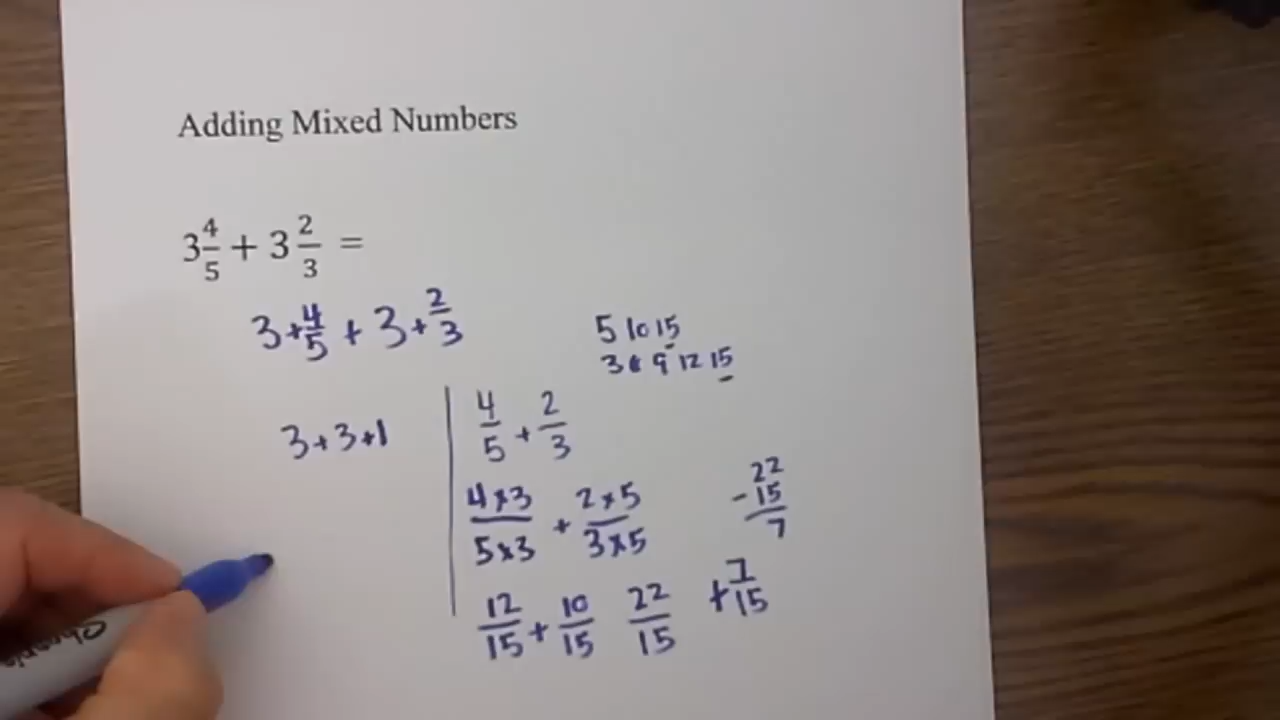 Adding Mixed Numbers
3 4/5 + 3 2/3 =
3 + 4/5 + 3 + 2/3
5 10 15
3 6 9 12 15
3+3+1
4/5 + 2/3
4×3/5×3 + 2×5/3×5
22
- 15
7
12/15 + 10/15 22/15 + 7/15
Sharpie